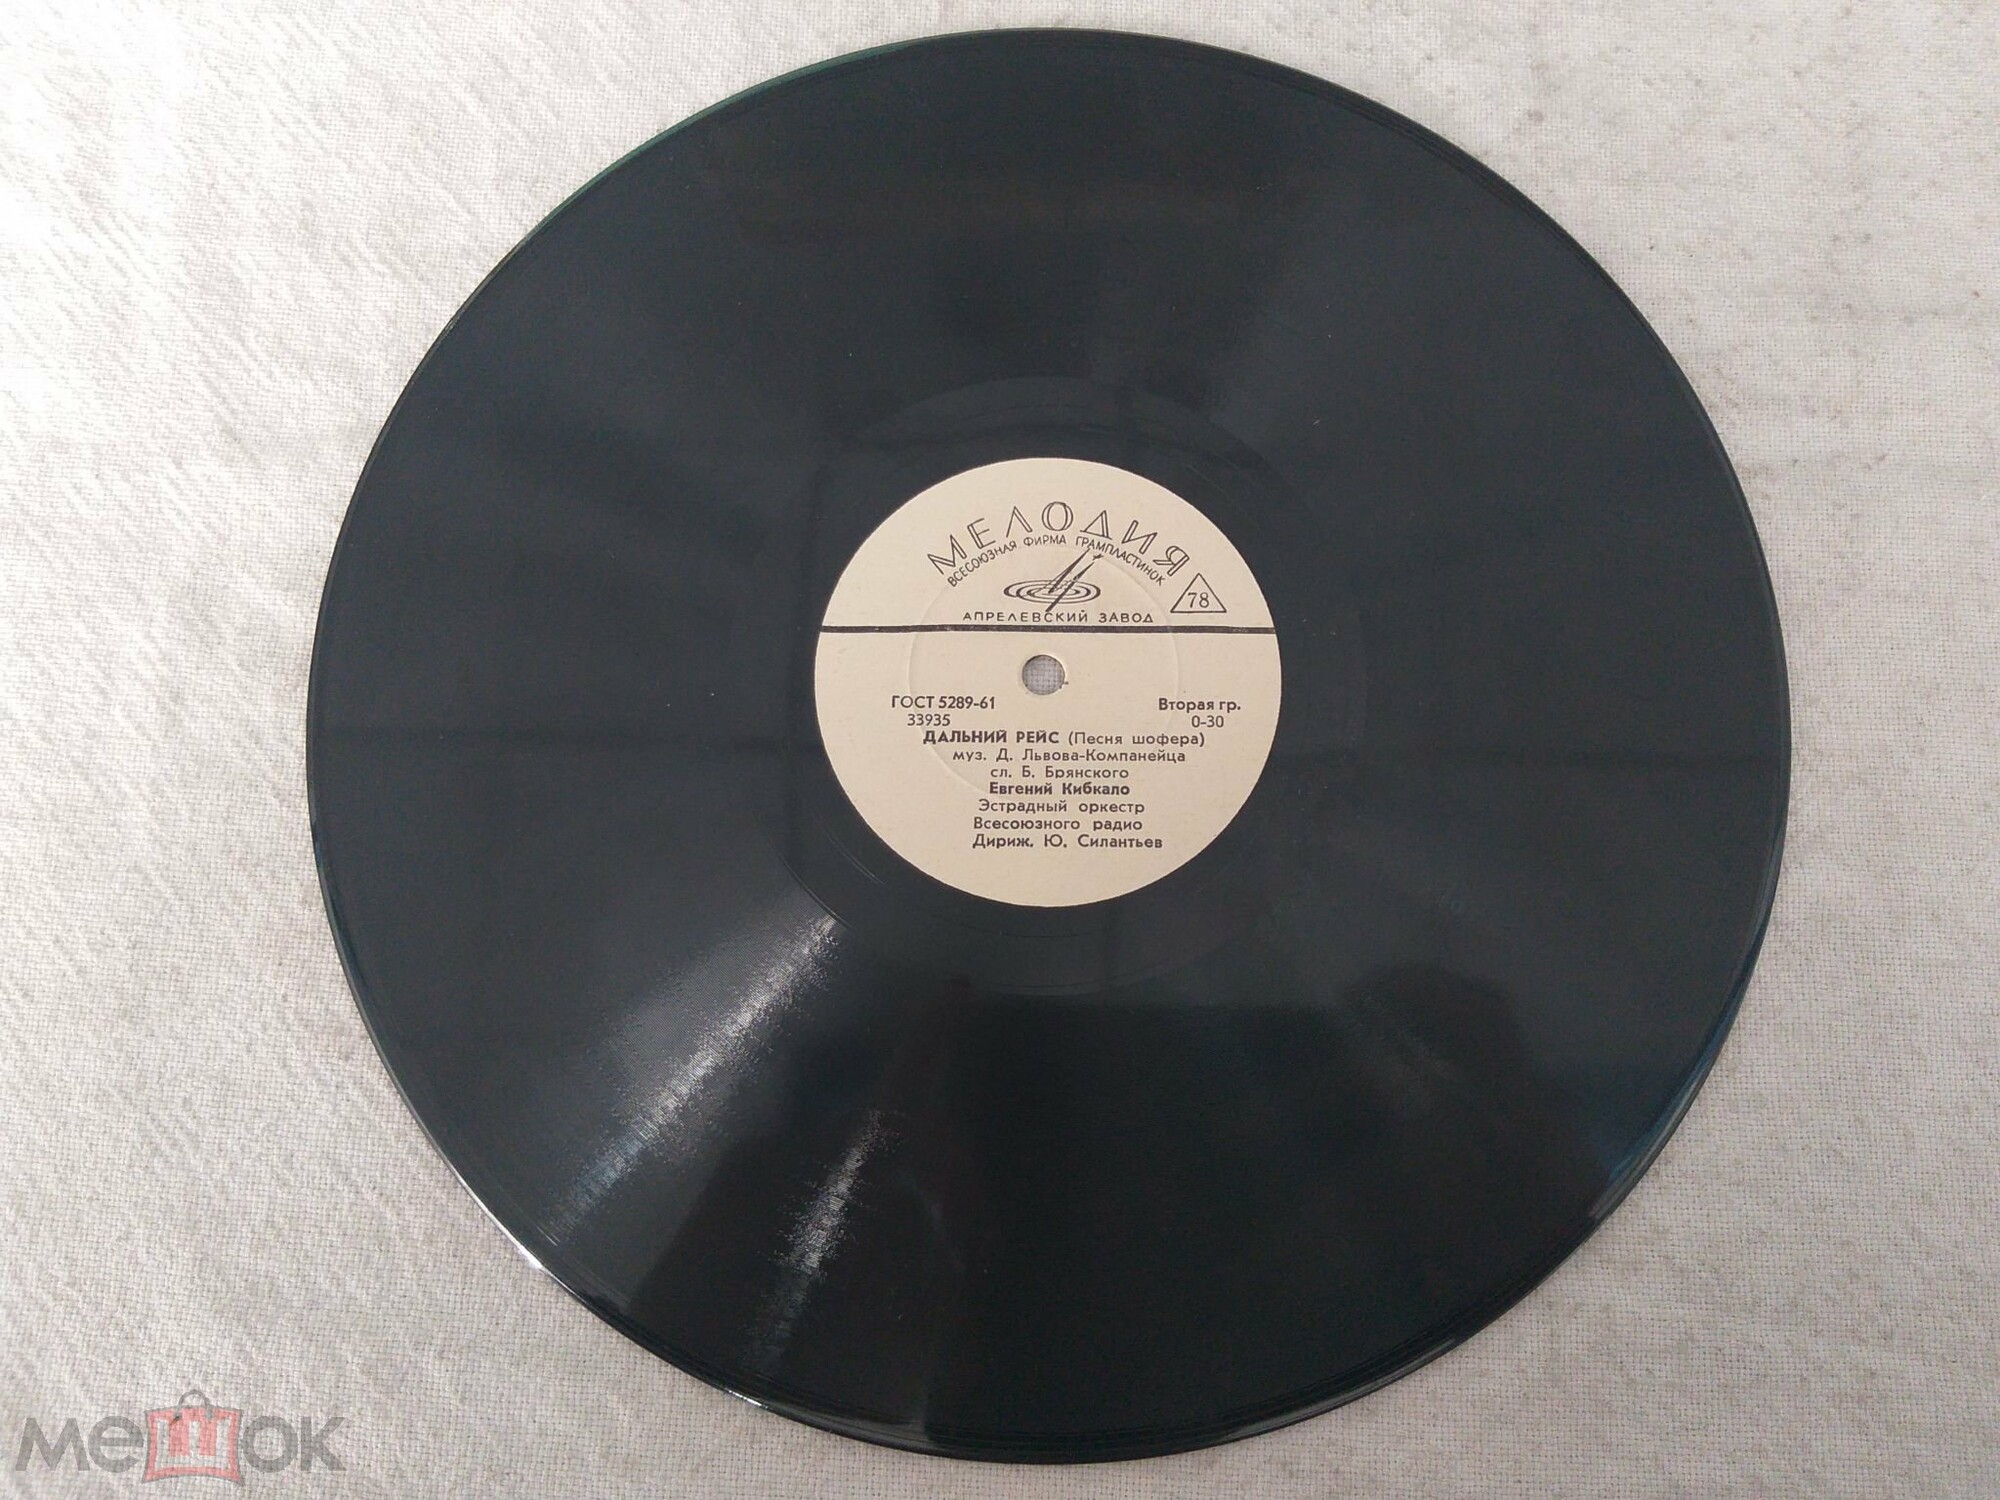 МЕЛОДИЯ
ВСЕСОЮЗНАЯ ФИРМА ГРАМПЛАСТИНОК
78
АПРЕЛЕВСКИЙ ЗАВОД
ГОСТ 5289-61 Вторая гр.
33935 0-30
ДАЛЬНИЙ РЕЙС (Песня шофера)
муз. Д. Львова-Компанейца
сл. Б. Брянского
Евгений Кибкало
Эстрадный оркестр
Всесоюзного радио
Дириж. Ю. Силантьев
мешок